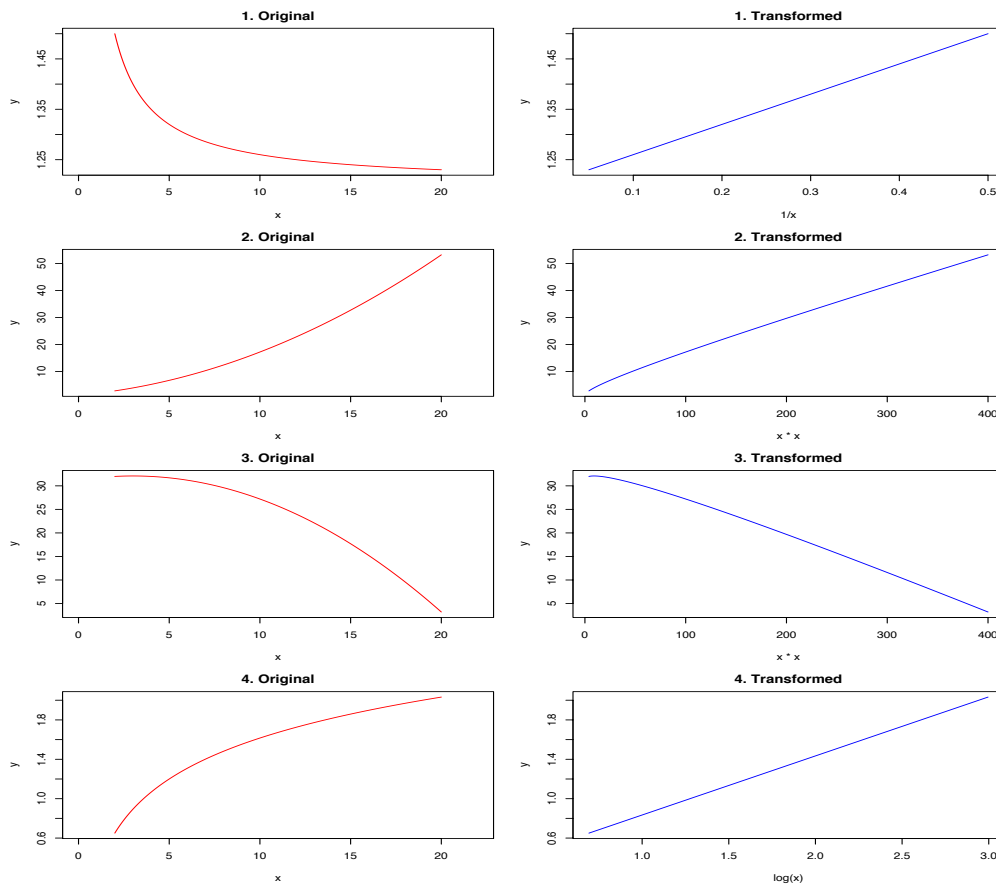 1. Original
1. Transformed
y
1.25 1.35 1.45
0 5 10 15 20
x
y
1.25 1.35 1.45
0.1 0.2 0.3 0.4 0.5
1/x
2. Original
2. Transformed
y
10 20 30 40 50
0 5 10 15 20
x
y
10 20 30 40 50
0 100 200 300 400
x * x
3. Original
3. Transformed
y
5 10 15 20 25 30
0 5 10 15 20
x
y
5 10 15 20 25 30
0 100 200 300 400
x * x
4. Original
4. Transformed
y
0.6 1.0 1.4 1.8
0 5 10 15 20
x
y
0.6 1.0 1.4 1.8
1.0 1.5 2.0 2.5 3.0
log(x)